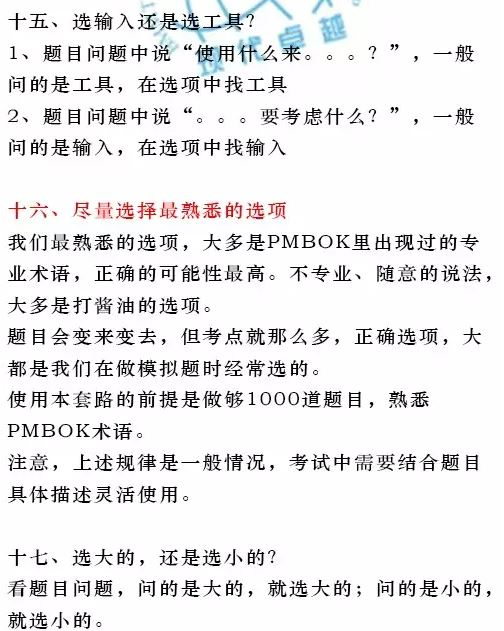 十五、选输入还是选工具？
1、题目问题中说“使用什么来。。。？”，一般
问的是工具，在选项中找工具
2、题目问题中说“。。。要考虑什么？”，一般
问的是输入，在选项中找输入
十六、尽量选择最熟悉的选项
我们最熟悉的选项，大多是PMBOK里出现过的专
业术语，正确的可能性最高。不专业、随意的说法，
大多是打酱油的选项。
题目会变来变去，但考点就那么多，正确选项，大
都是我们在做模拟题时经常选的。
使用本套路的前提是做够1000道题目，熟悉
PMBOK术语。
注意，上述规律是一般情况，考试中需要结合题目
具体描述灵活使用。
十七、选大的，还是选小的？
看题目问题，问的是大的，就选大的；问的是小的，
就选小的。
现代卓越